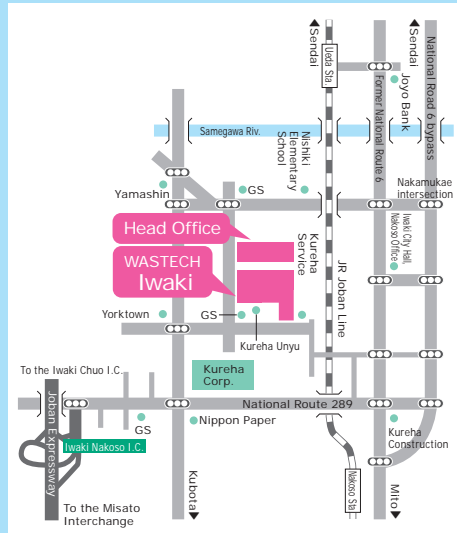 Sendai
Sendai
Ueda Sta.
Former National Route 6
Joyo Bank
National Road 6 bypass
Samegawa Riv.
Nishiki
Elementary
School
Yamashin
GS
Nakamukae
intersection
Head Office
Kureha
Service
Iwaki City Hall,
Nakoso Office
WASTECH
Iwaki
JR Joban Line
Yorktown
GS
Kureha Unyu
To the Iwaki Chuo I.C.
Kureha
Corp.
Joban Expressway
National Route 289
GS
Nippon Paper
Kureha
Construction
Iwaki Nakoso I.C.
Kubota
Nakoso Sta.
Mito
To the Misato
Interchange